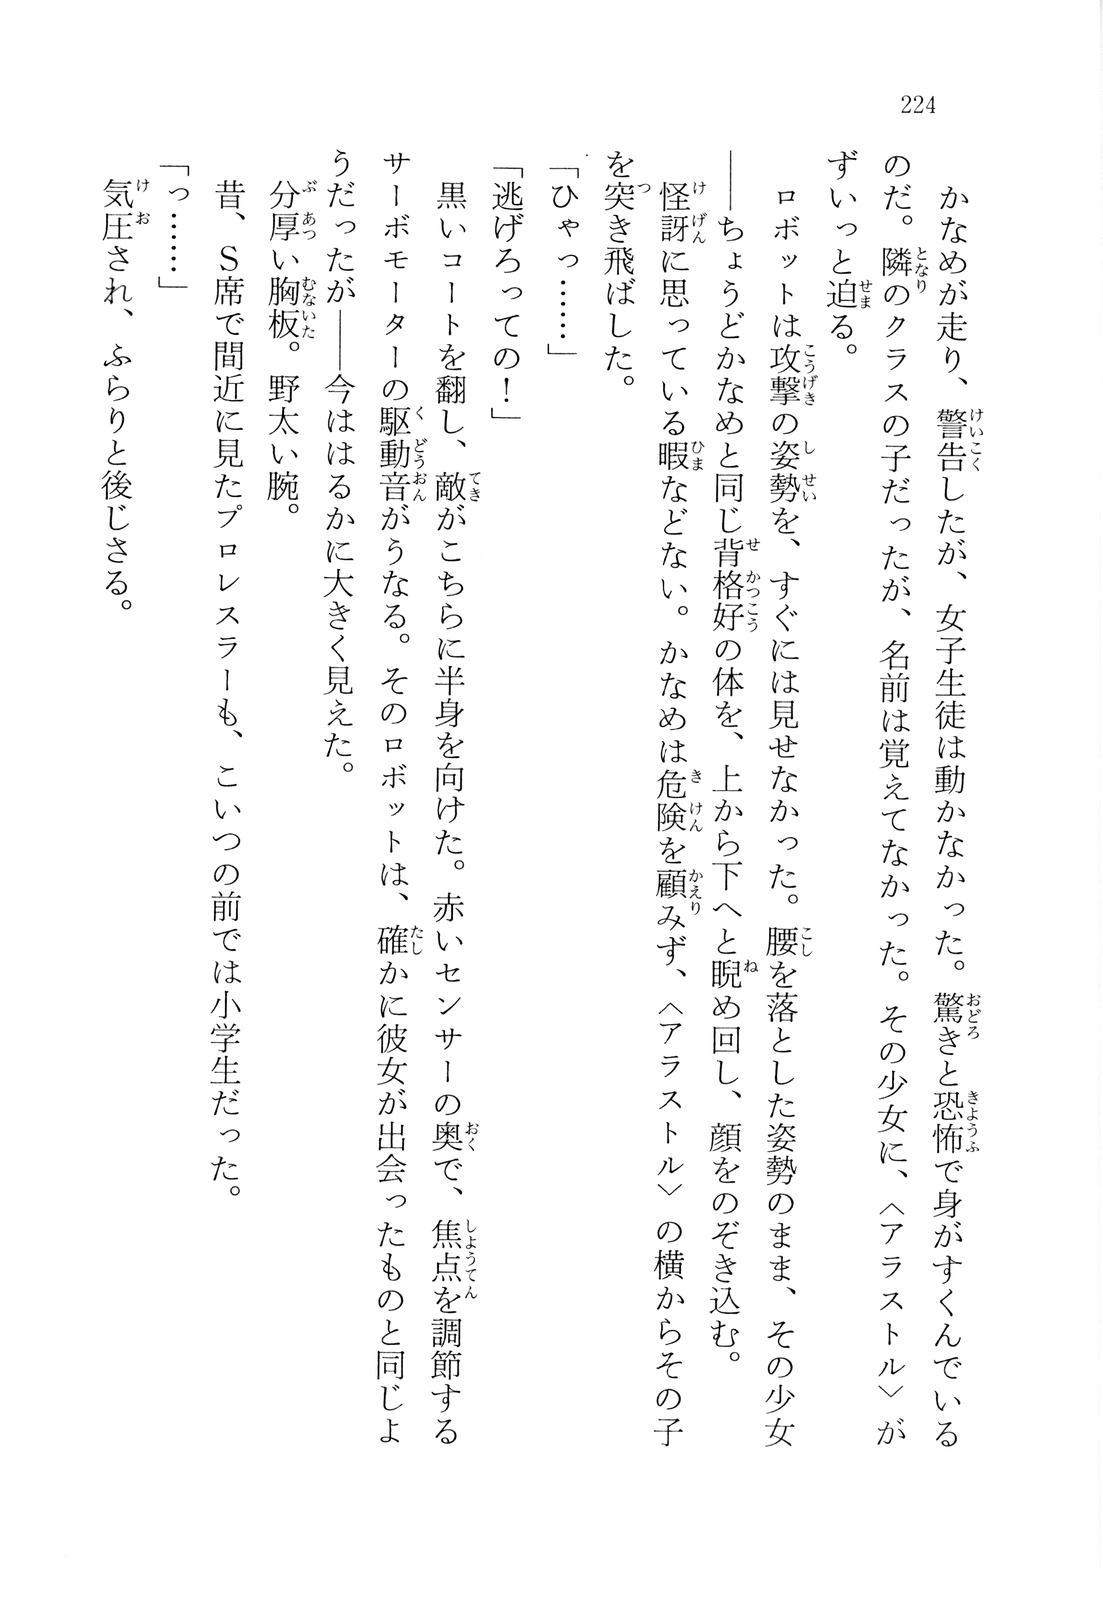 224
かなめが走り、警告したが、女子生徒は動かなかった。驚きと恐怖で身がすくんでいる
のだ。隣のクラスの子だったが、名前は覚えてなかった。その少女に、〈アラストル〉が
ずいっと迫る。
ロボットは攻撃の姿勢を、すぐには見せなかった。腰を落とした姿勢のまま、その少女
――ちょうどかなめと同じ背格好の体を、上から下へと睨め回し、顔をのぞき込む。
怪訝に思っている暇などない。かなめは危険を顧みず、〈アラストル〉の横からその子
を突き飛ばした。
「ひゃっ……」
「逃げろっての！」
黒いコートを翻し、敵がこちらに半身を向けた。赤いセンサーの奥で、焦点を調節する
サーボモーターの駆動音がうなる。そのロボットは、確かに彼女が出会ったものと同じよ
うだったが――今ははるかに大きく見えた。
分厚い胸板。野太い腕。
昔、Ｓ席で間近に見たプロレスラーも、こいつの前では小学生だった。
「っ……」
気圧され、ふらりと後じさる。